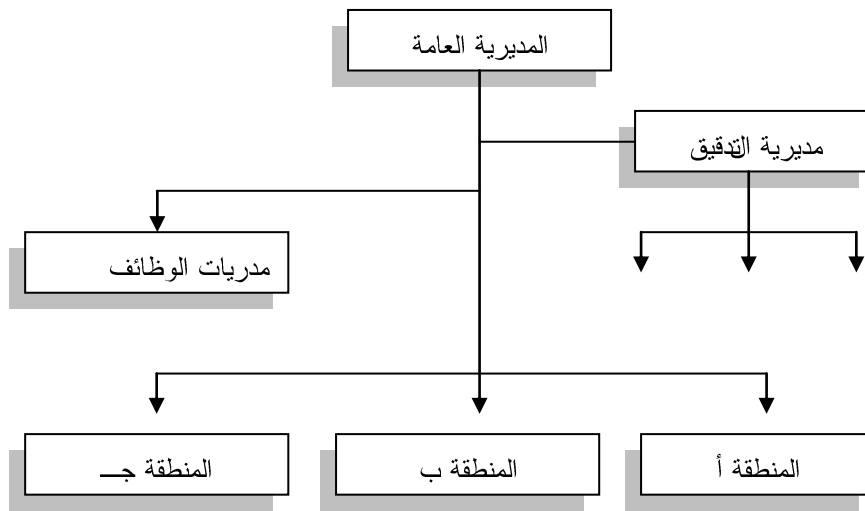 المديرية العامة
مديرية التدقيق
مدريات الوظائف
المنطقة أ
المنطقة ب
المنطقة جـــ